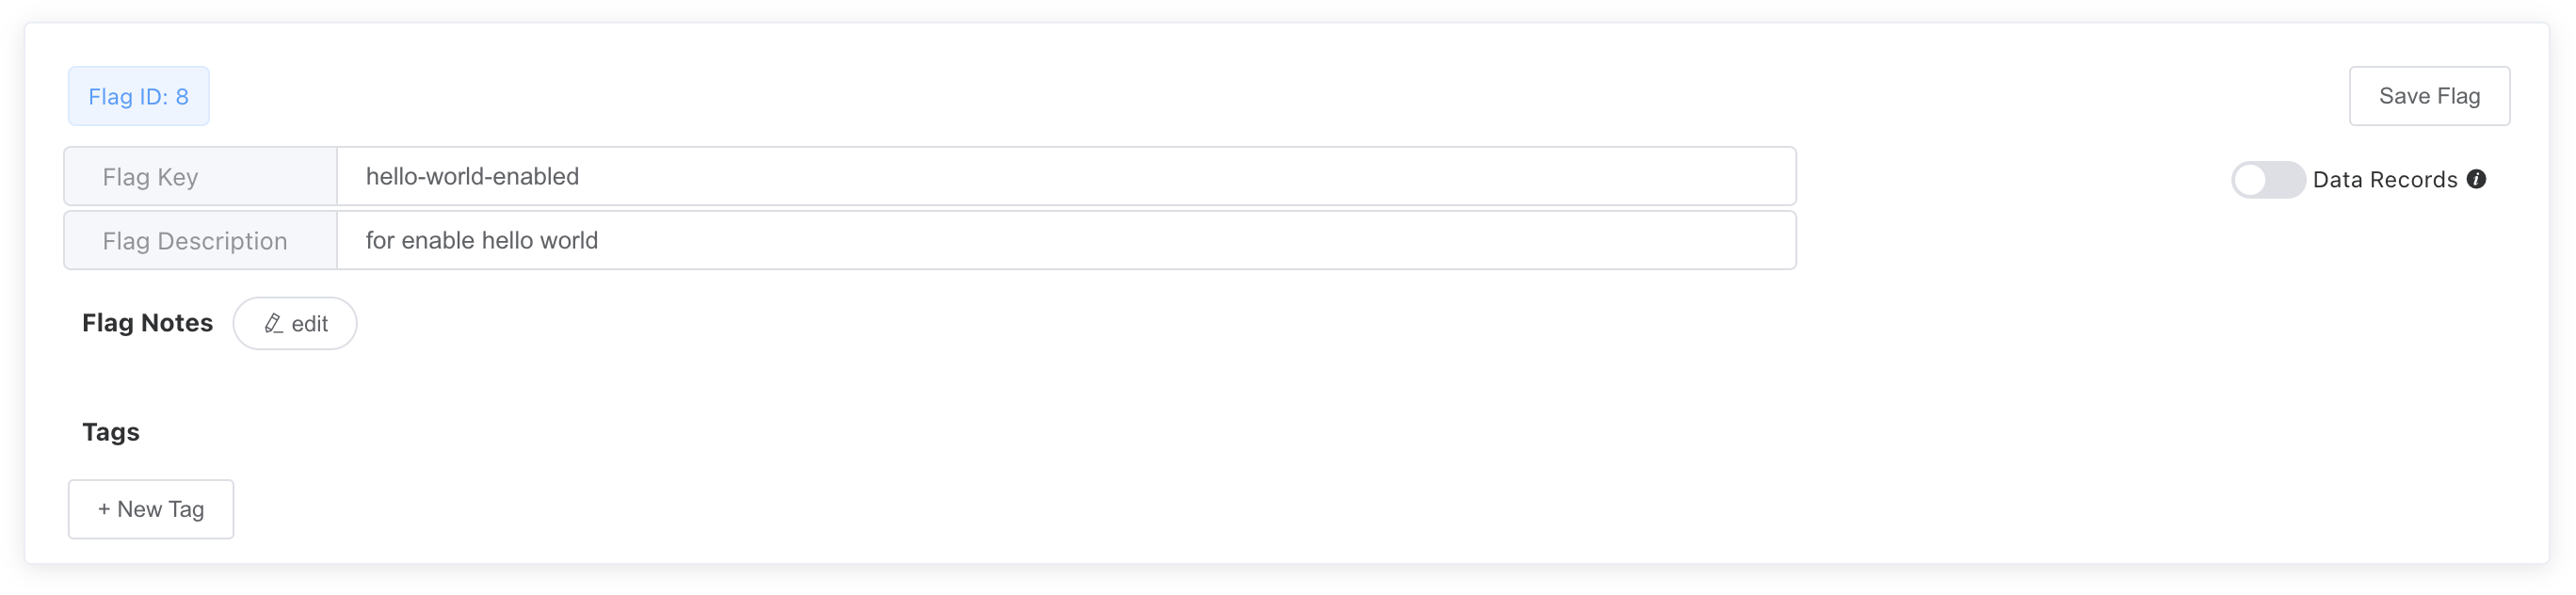 Flag ID: 8
Save Flag
Flag Key
hello-world-enabled
Data Records
Flag Description
for enable hello world
Flag Notes
edit
Tags
+ New Tag